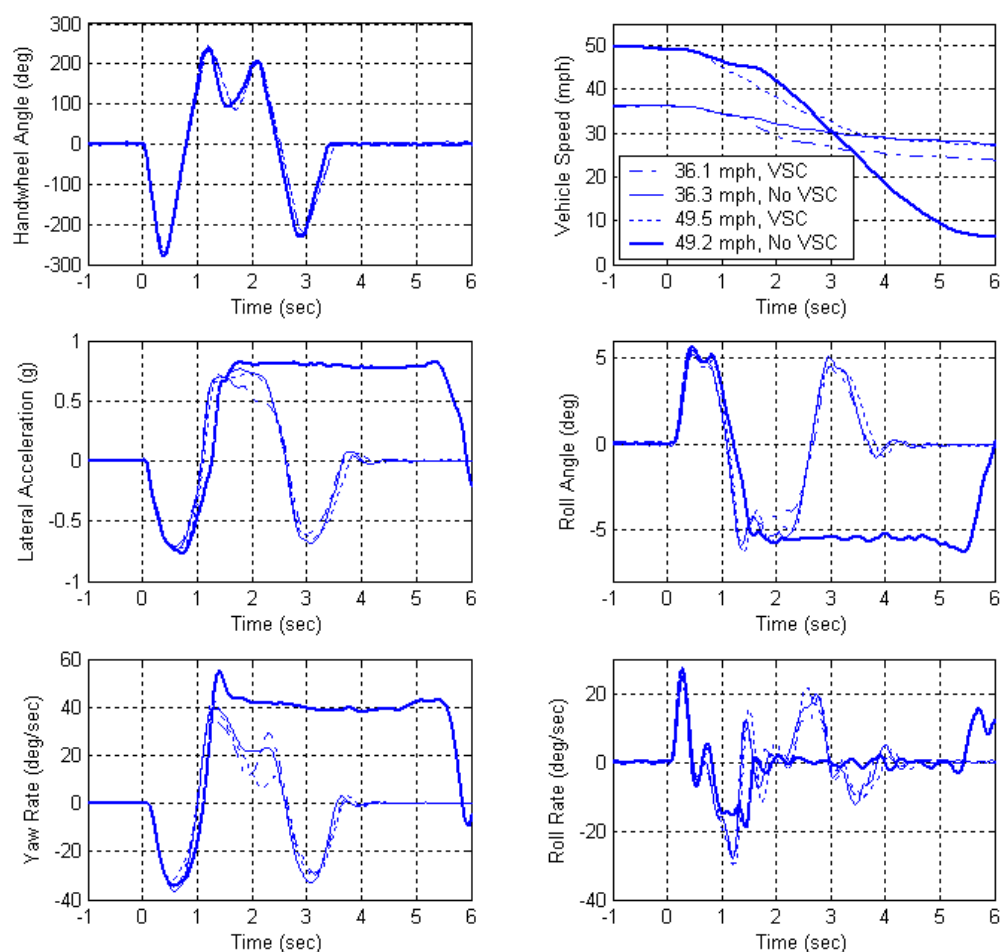 Handwheel Angle (deg)
300
200
100
0
-100
-200
-300
-1 0 1 2 3 4 5 6
Time (sec)
Vehicle Speed (mph)
50
40
30
20
10
0
36.1 mph, VSC
36.3 mph, No VSC
49.5 mph, VSC
49.2 mph, No VSC
-1 0 1 2 3 4 5 6
Time (sec)
Lateral Acceleration (g)
1
0.5
0
-0.5
-1
-1 0 1 2 3 4 5 6
Time (sec)
Roll Angle (deg)
5
0
-5
-1 0 1 2 3 4 5 6
Time (sec)
Yaw Rate (deg/sec)
60
40
20
0
-20
-40
-1 0 1 2 3 4 5 6
Time (sec)
Roll Rate (deg/sec)
20
0
-20
-40
-1 0 1 2 3 4 5 6
Time (sec)